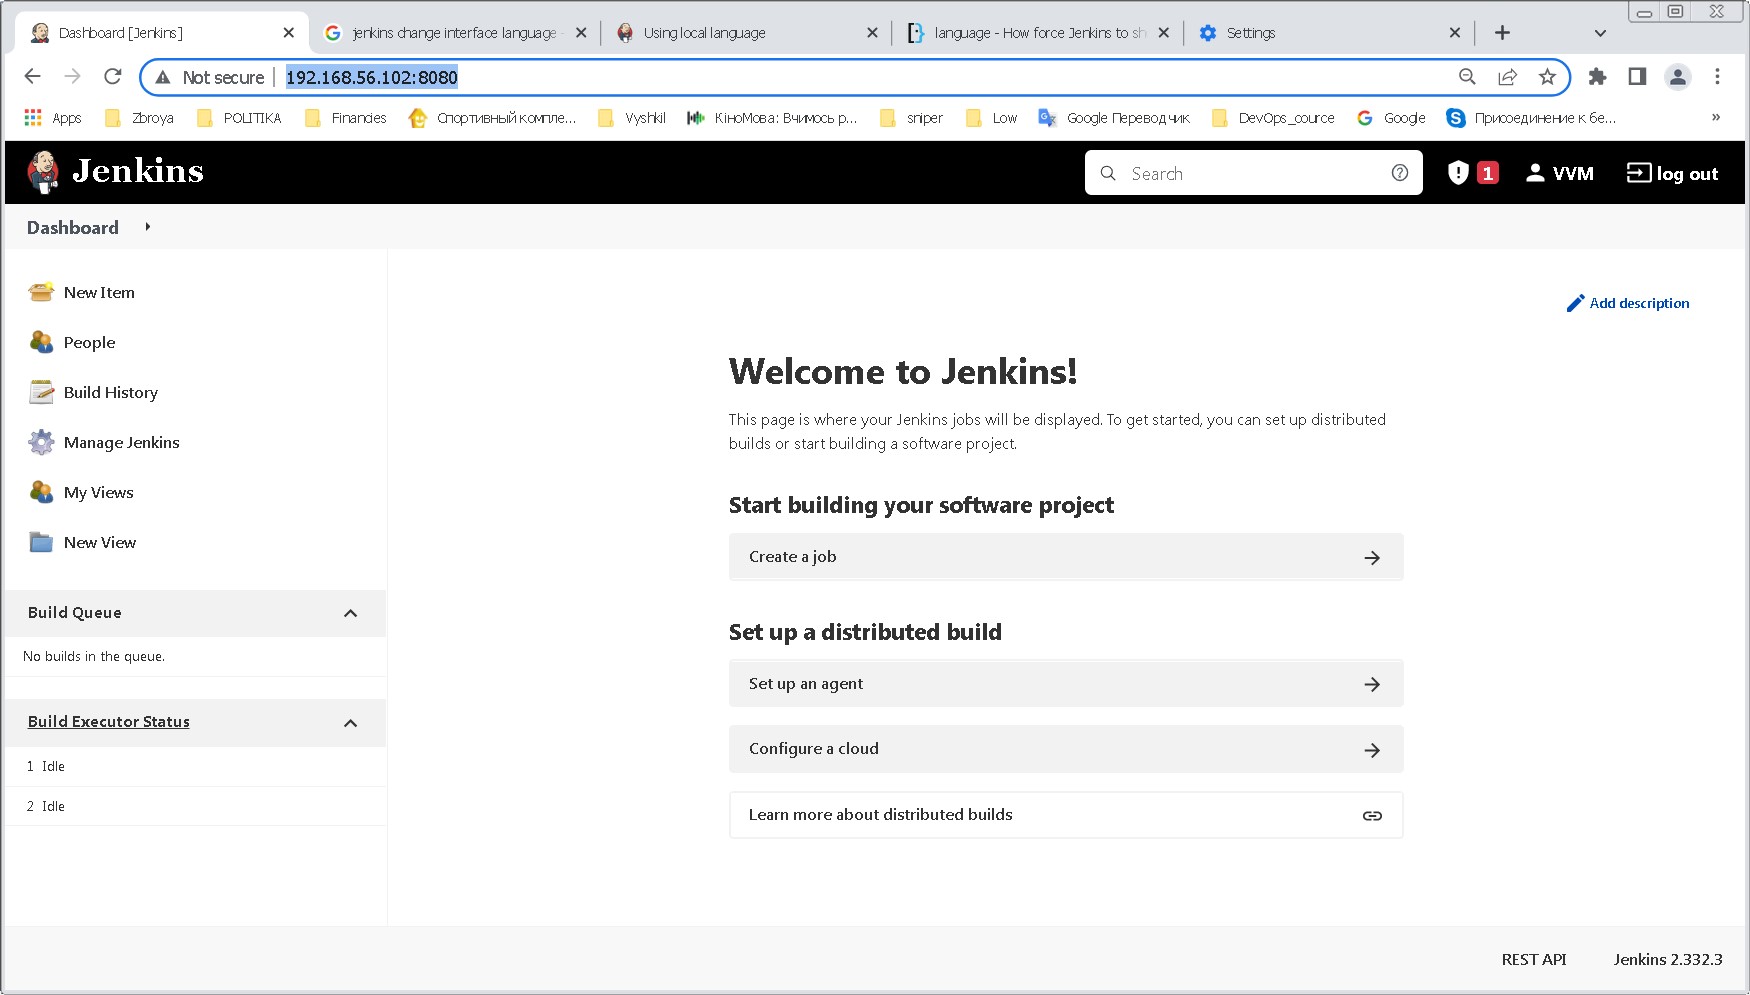 Dashboard [Jenkins]
jenkins change interface language -
Using local language
language - How force Jenkins to sh
Settings
Not secure
192.168.56.102:8080
Apps
Zbroya
POLITIKA
Financies
Спортивный компле...
Vyshkil
КіноМова: Вчимось р...
sniper
Low
Google Переводчик
DevOps_cource
Google
Присоединение к бе...
»
Jenkins
Search
1
VVM
log out
Dashboard
New Item
People
Build History
Manage Jenkins
My Views
New View
Build Queue
No builds in the queue.
Build Executor Status
1 Idle
2 Idle
Add description
Welcome to Jenkins!
This page is where your Jenkins jobs will be displayed. To get started, you can set up distributed
builds or start building a software project.
Start building your software project
Create a job
Set up a distributed build
Set up an agent
Configure a cloud
Learn more about distributed builds
REST API
Jenkins 2.332.3